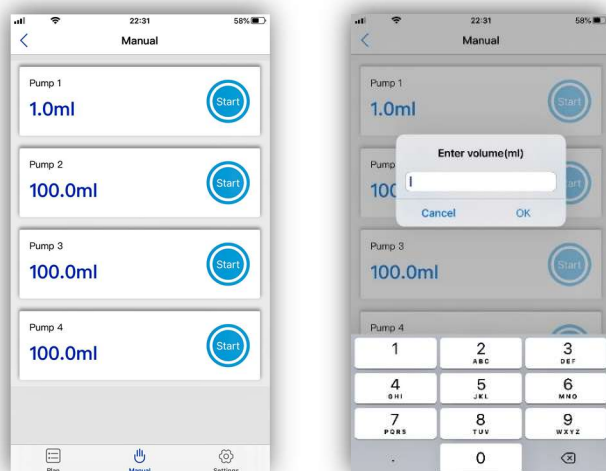 22:31
58%
Manual
Pump 1
1.0ml
Start
Pump 2
100.0ml
Start
Pump 3
100.0ml
Start
Pump 4
100.0ml
Start
Plan
Manual
Settings
22:31
58%
Manual
Pump 1
1.0ml
Start
Enter volume(ml)
Pump
100
art
Cancel
OK
Pump 3
100.0ml
Start
Pump 4
1
2
ABC
3
DEF
4
GHI
5
JKL
6
MNO
7
PQRS
8
TUV
9
WXYZ
.
0